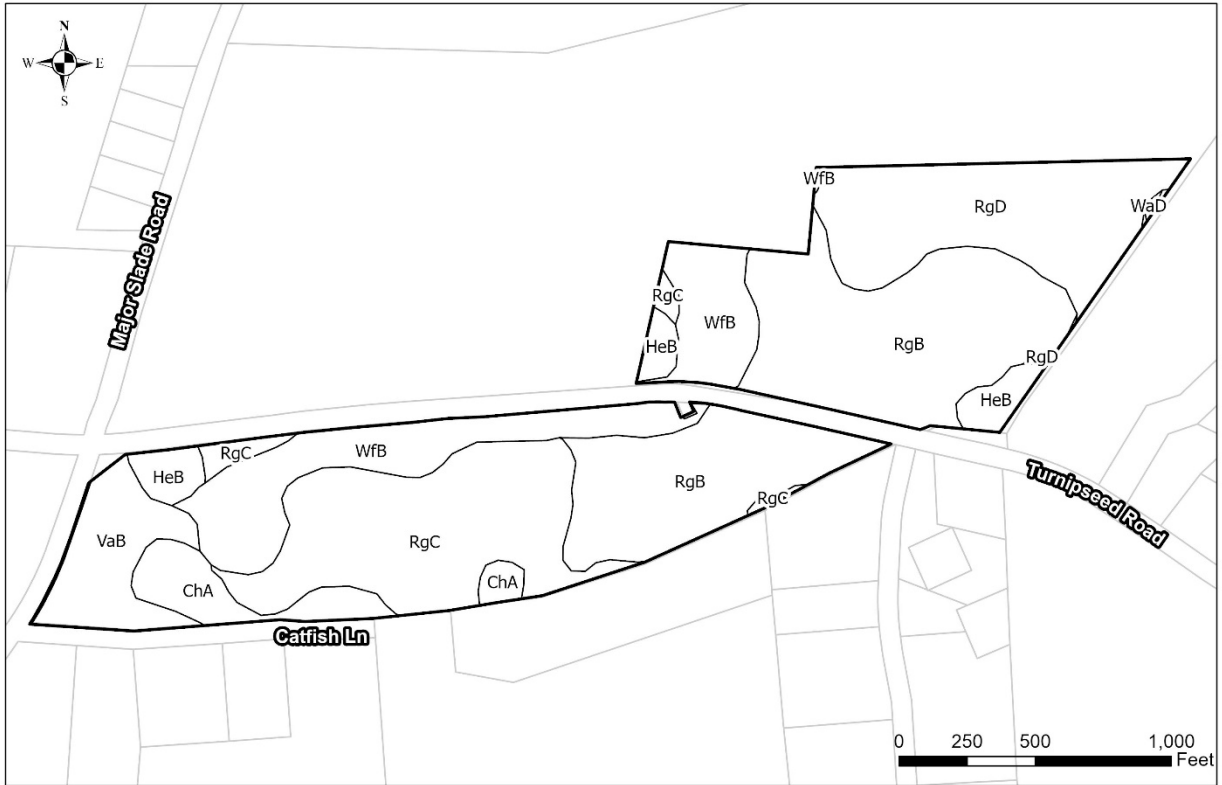 N
W E
S
WfB
RgD
WaD
Major Slade Road
RgC
WfB
HeB
RgB
RgD
HeB
RgC
WfB
HeB
RgB
RgC
Turnipseed Road
VaB
RgC
ChA
ChA
Catfish Ln
0 250 500 1,000
Feet